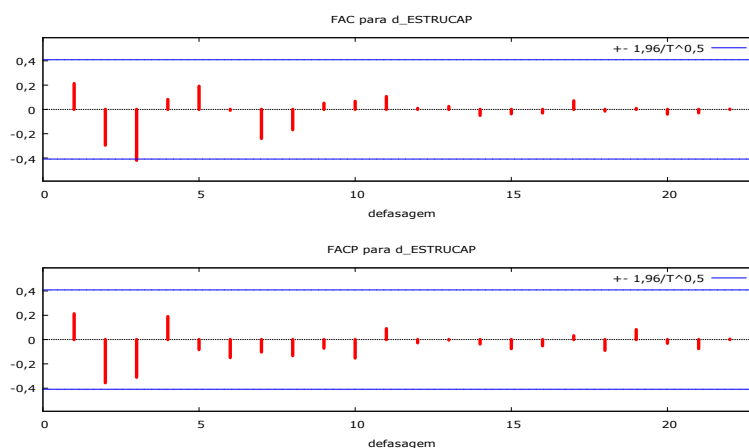 FAC para d_ESTRUCAP
+- 1,96/T^0,5
0,4
0,2
0
-0,2
-0,4
0 5 10 15 20
defasagem
FACP para d_ESTRUCAP
+- 1,96/T^0,5
0,4
0,2
0
-0,2
-0,4
0 5 10 15 20
defasagem